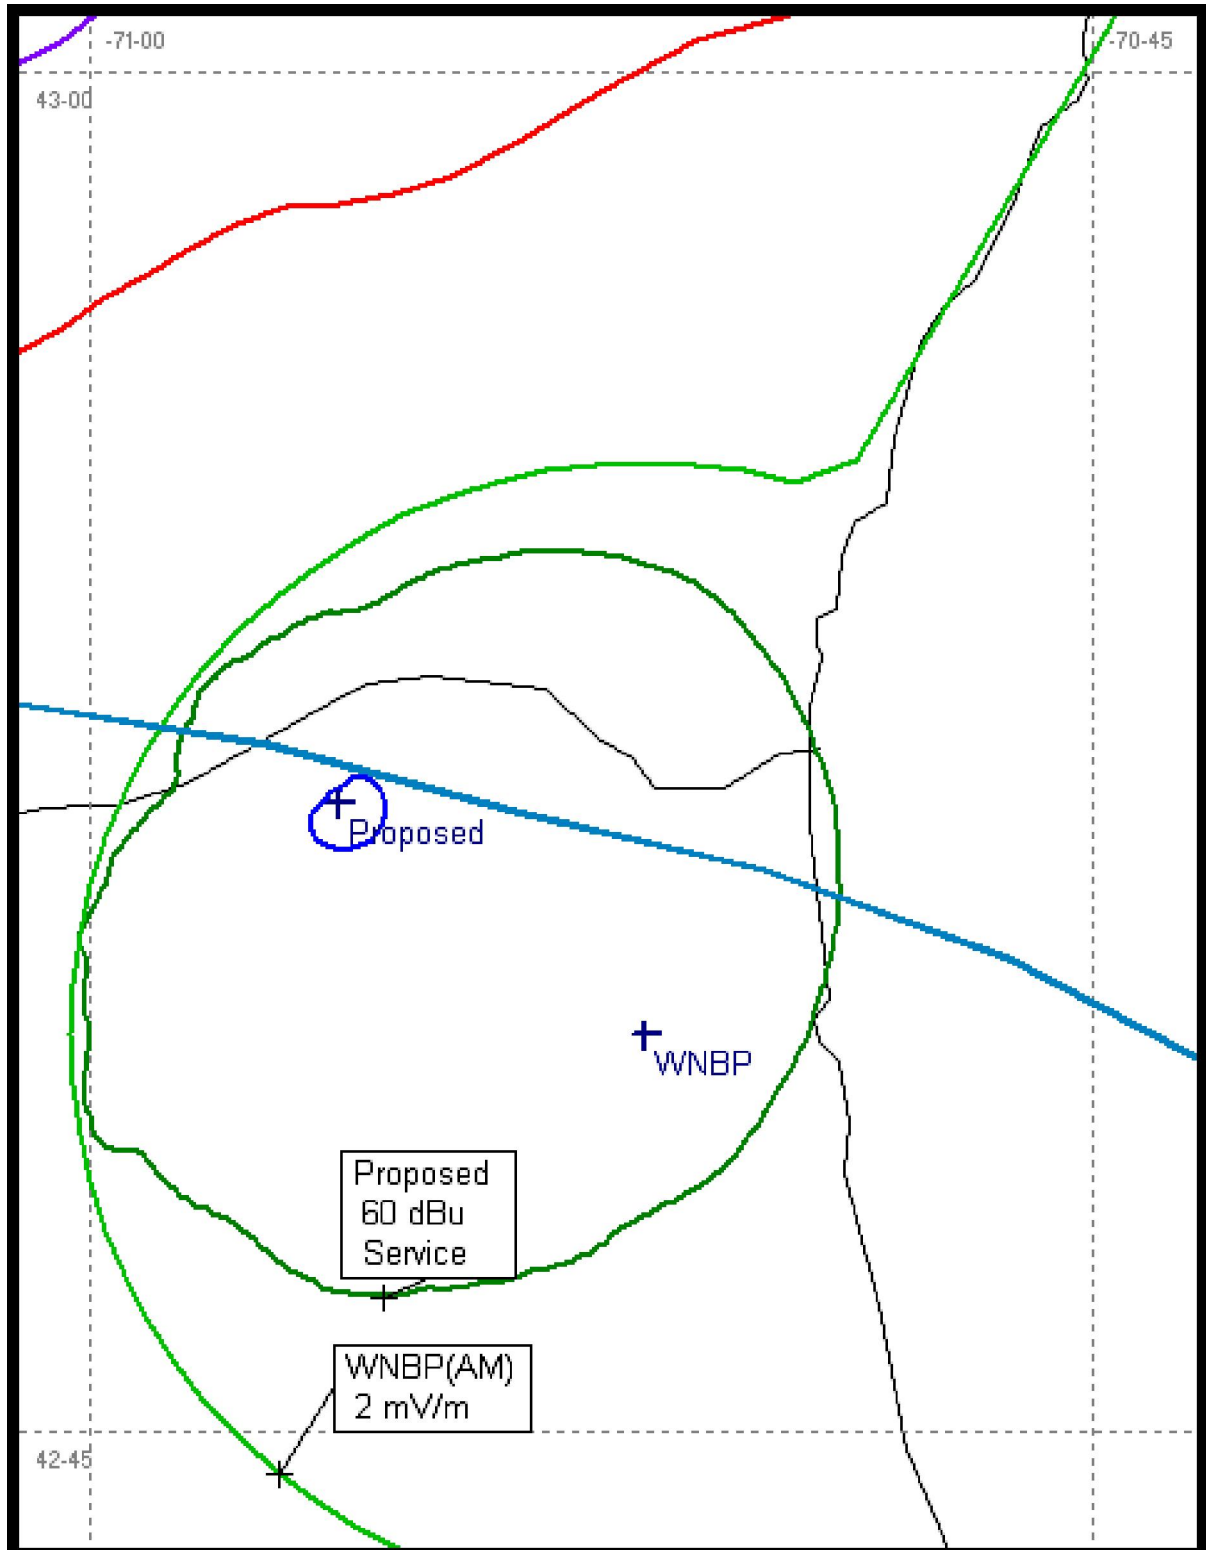 -71-00
-70-45
43-00
Proposed
WNBP
Proposed
60 dBu
Service
WNBP(AM)
2 mV/m
42-45